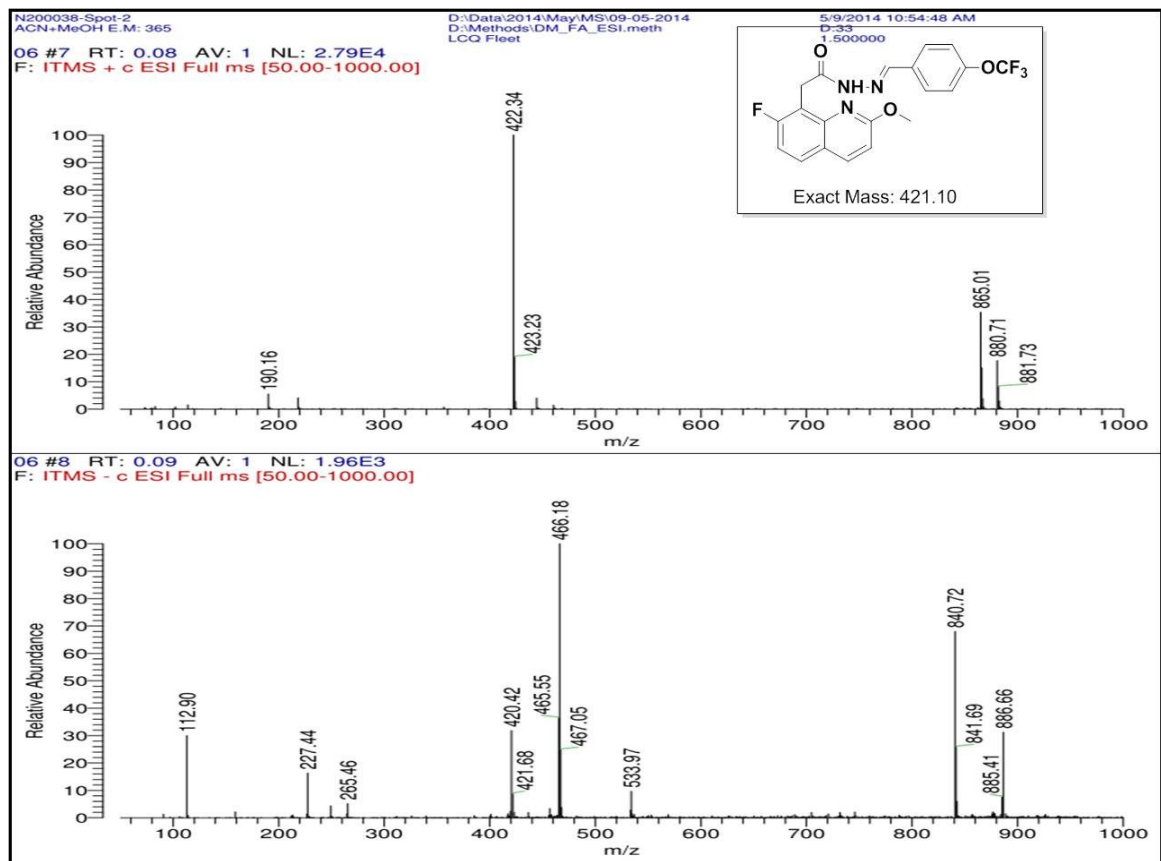 N200038-Spot-2 D:\Data\2014\May\MS\09-05-2014 5/9/2014 10:54:48 AM
ACN+MeOH E.M: 365 D:\Methods\DM_FA_ESI.meth D:33
LCQ Fleet 1.500000
06 #7 RT: 0.08 AV: 1 NL: 2.79E4
F: ITMS + c ESI Full ms [50.00-1000.00]
O
NH-N
OCF3
F
N
O
Exact Mass: 421.10
422.34
423.23
190.16
865.01
880.71
881.73
Relative Abundance
100
90
80
70
60
50
40
30
20
10
0
100 200 300 400 500 600 700 800 900 1000
m/z
06 #8 RT: 0.09 AV: 1 NL: 1.96E3
F: ITMS - c ESI Full ms [50.00-1000.00]
466.18
840.72
465.55
467.05
420.42
421.68
112.90
227.44
265.46
533.97
841.69
886.66
885.41
Relative Abundance
100
90
80
70
60
50
40
30
20
10
0
100 200 300 400 500 600 700 800 900 1000
m/z